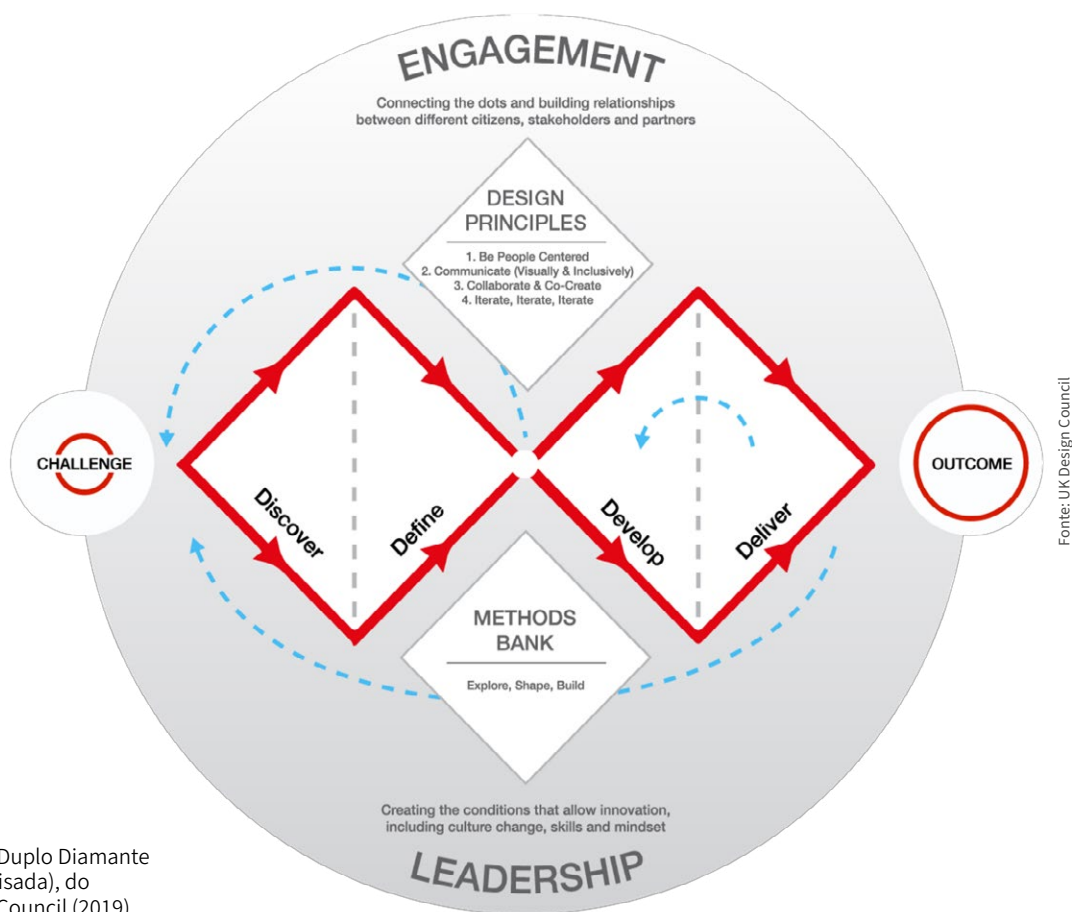 ENGAGEMENT
Connecting the dots and building relationships
between different citizens, stakeholders and partners
DESIGN
PRINCIPLES
1. Be People Centered
2. Communicate (Visually & Inclusively)
3. Collaborate & Co-Create
4. Iterate, Iterate, Iterate
CHALLENGE
Discover
Define
Develop
Deliver
OUTCOME
METHODS
BANK
Explore, Shape, Build
Creating the conditions that allow innovation,
including culture change, skills and mindset
LEADERSHIP
Fonte: UK Design Council
Duplo Diamante
isada), do
Council (2019)